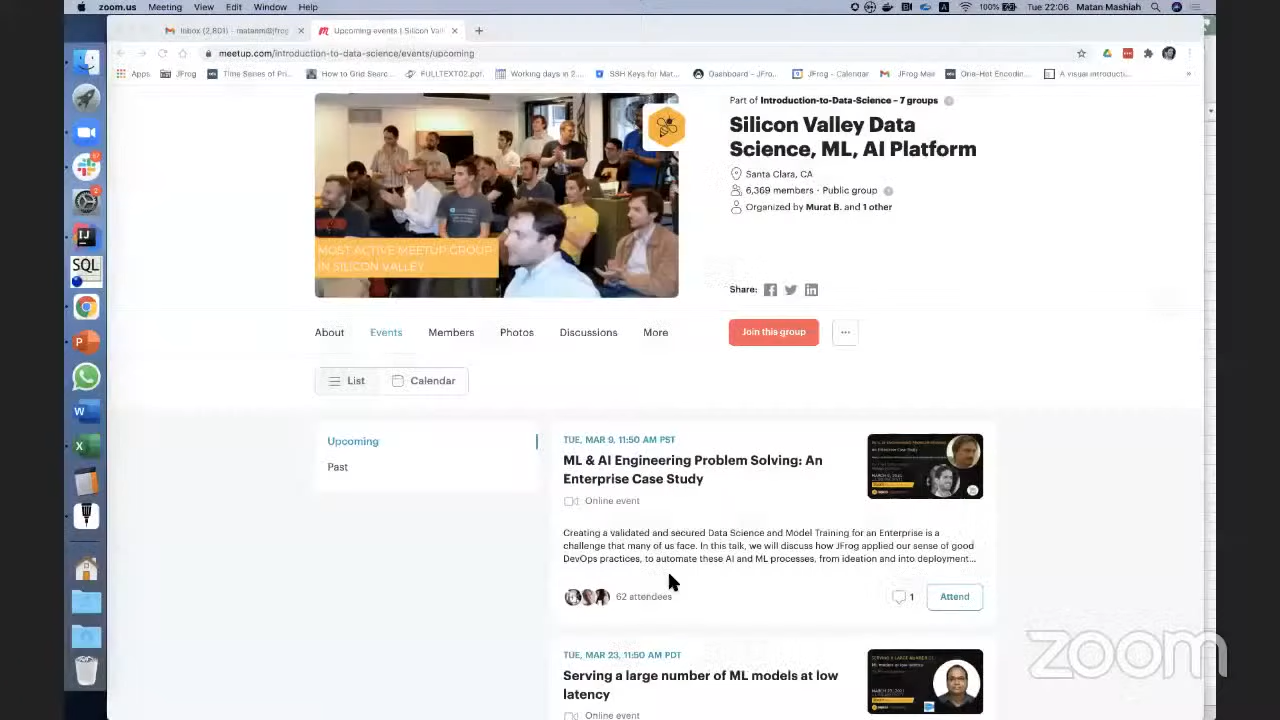 zoom.us Meeting View Edit Window Help 100% Tue 22:06 Matan Mashiah
Inbox (2,801) - matanm@jfrog
Upcoming events | Silicon Vall
meetup.com/introduction-to-data-science/events/upcoming
Apps JFrog Time Series of Pri... How to Grid Searc... FULLTEXT02.pdf. Working days in 2... SSH Keys for Mat... Dashboard - JFro... JFrog - Calendar JFrog Mee One-Hot Encodin... A visual introducti... »
Part of Introduction-to-Data-Science – 7 groups
Silicon Valley Data
Science, ML, AI Platform
Santa Clara, CA
6,369 members · Public group
Organized by Murat B. and 1 other
MOST ACTIVE MEETUP GROUP
IN SILICON VALLEY
Share:
About Events Members Photos Discussions More
Join this group
List Calendar
Upcoming
Past
TUE, MAR 9, 11:50 AM PST
ML & AI Engineering Problem Solving: An
Enterprise Case Study
Online event
Creating a validated and secured Data Science and Model Training for an Enterprise is a
challenge that many of us face. In this talk, we will discuss how JFrog applied our sense of good
DevOps practices, to automate these AI and ML processes, from ideation and into deployment...
62 attendees
1
Attend
TUE, MAR 23, 11:50 AM PDT
Serving a large number of ML models at low
latency
Online event
SQL
zoom